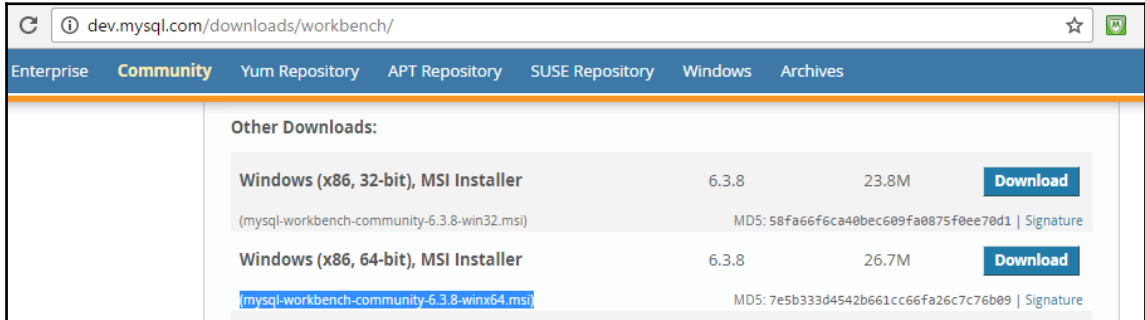 dev.mysql.com/downloads/workbench/
Enterprise Community Yum Repository APT Repository SUSE Repository Windows Archives
Other Downloads:
Windows (x86, 32-bit), MSI Installer 6.3.8 23.8M Download
(mysql-workbench-community-6.3.8-win32.msi) MD5: 58fa66f6ca40bec609fa0875f0ee70d1 | Signature
Windows (x86, 64-bit), MSI Installer 6.3.8 26.7M Download
(mysql-workbench-community-6.3.8-winx64.msi) MD5: 7e5b333d4542b661cc66fa26c7c76b09 | Signature